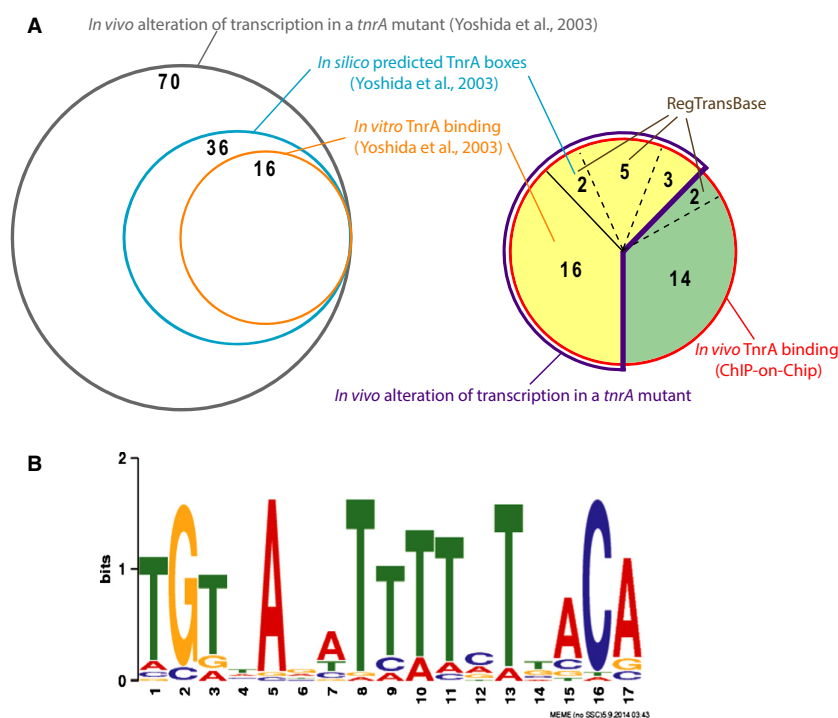 A
In vivo alteration of transcription in a tnrA mutant (Yoshida et al., 2003)
70
In silico predicted TnrA boxes
(Yoshida et al., 2003)
36
In vitro TnrA binding
(Yoshida et al., 2003)
16
RegTransBase
2
5
3
2
16
14
In vivo TnrA binding
(ChIP-on-Chip)
In vivo alteration of transcription in a tnrA mutant
B
2
bits
1
0
1 2 3 4 5 6 7 8 9 10 11 12 13 14 15 16 17
MEME (no SSC)5.9.2014 03:43